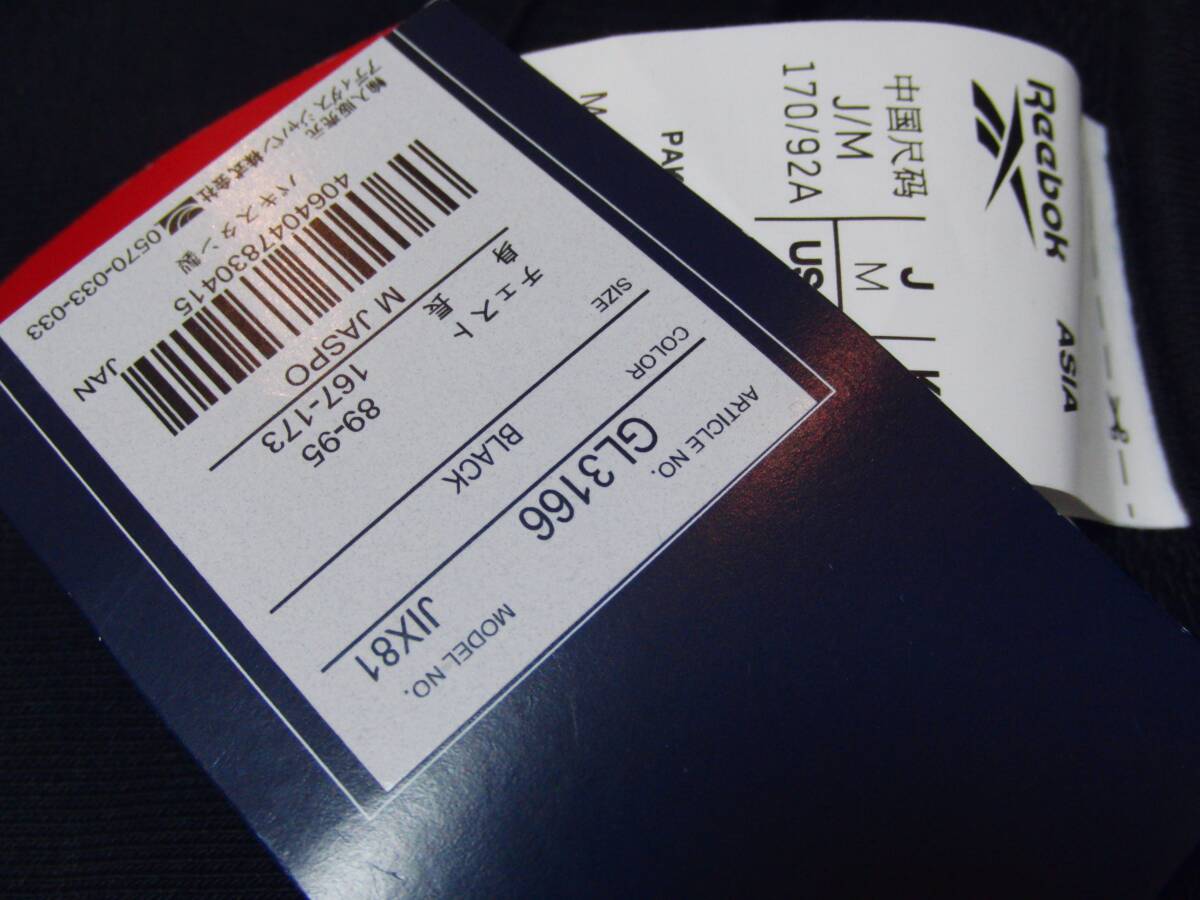 ARTICLE NO.
MODEL NO.
GL3166
JIX81
COLOR
BLACK
SIZE
チェスト
89-95
身長
167-173
M JASPO
4064047830415
JAN
パキスタン製
輸入販売元
アディダスジャパン株式会社
0570-033-033
Reebok
ASIA
中国尺码
J/M
170/92A
J
M
US
M